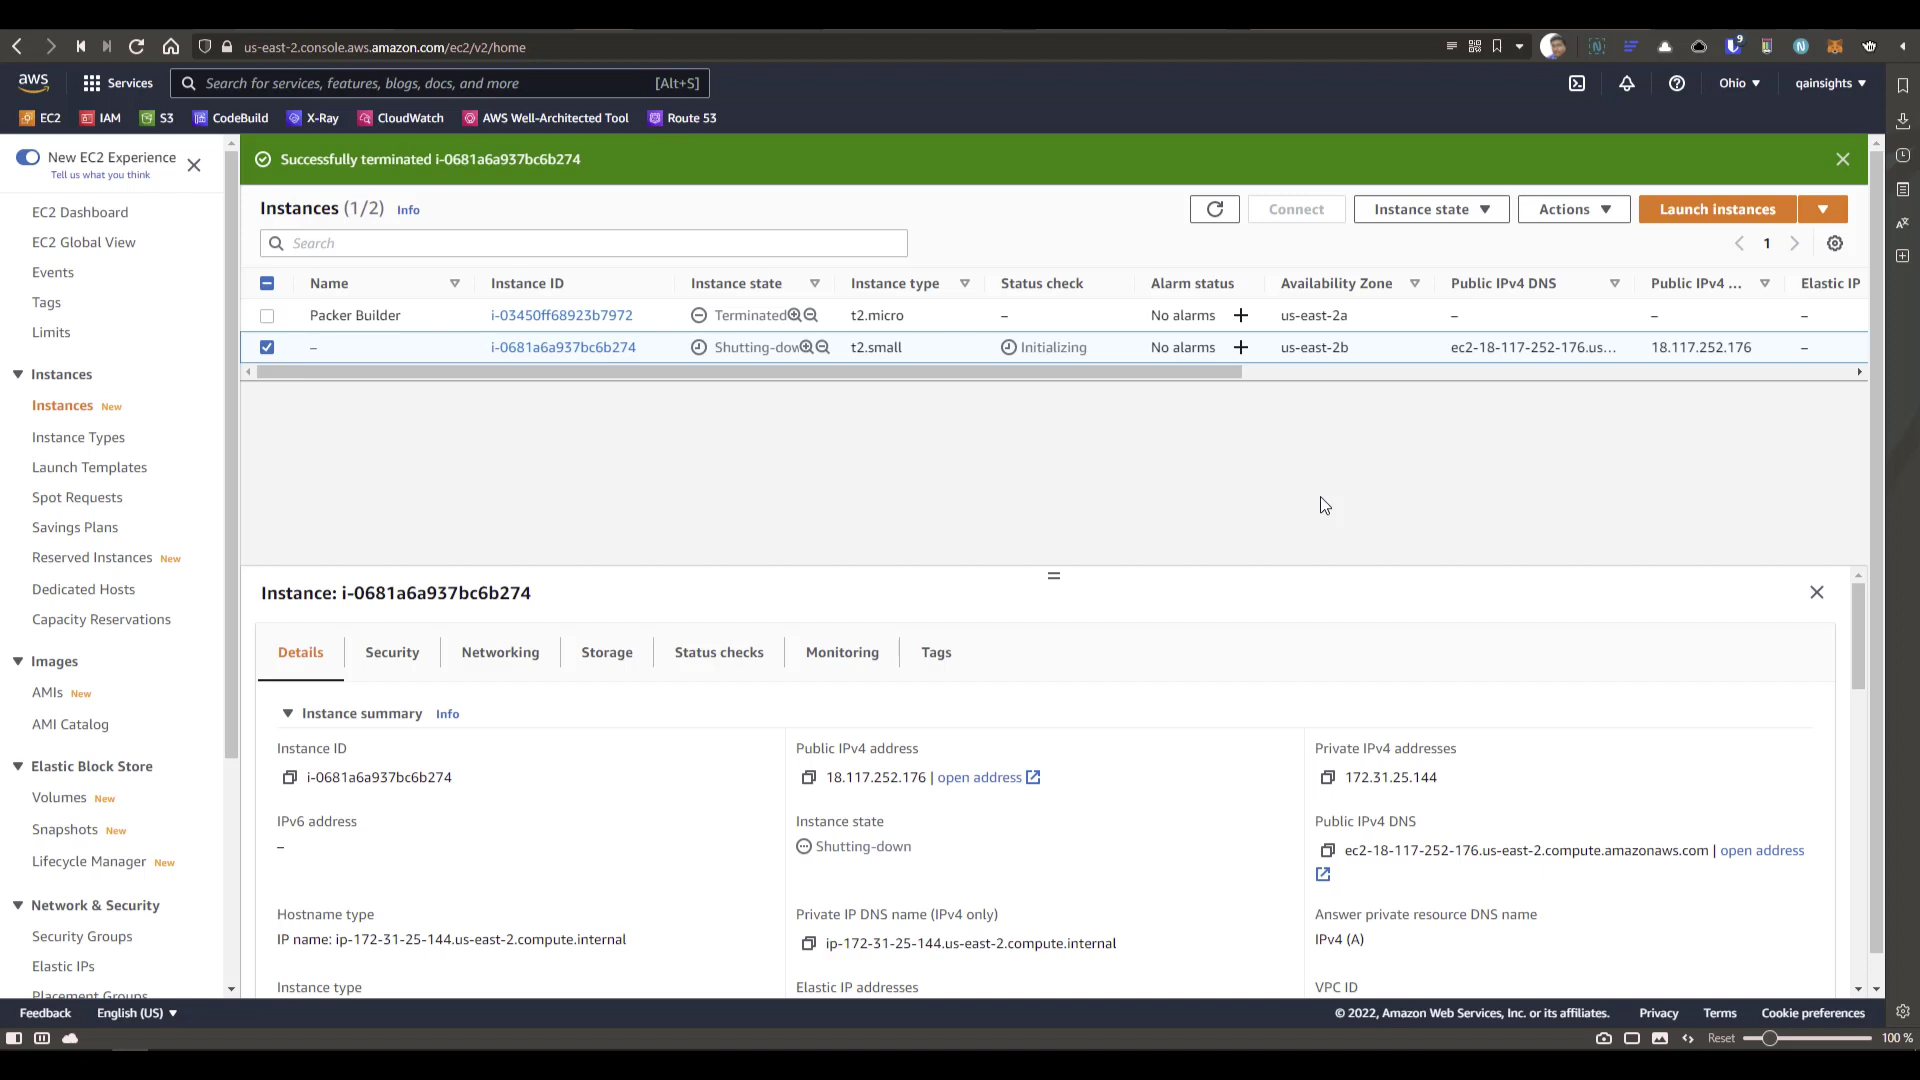 us-east-2.console.aws.amazon.com/ec2/v2/home
9
aws
Services
Search for services, features, blogs, docs, and more
[Alt+S]
Ohio
qainsights
EC2
IAM
S3
CodeBuild
X-Ray
CloudWatch
AWS Well-Architected Tool
Route 53
New EC2 Experience
Tell us what you think
EC2 Dashboard
EC2 Global View
Events
Tags
Limits
Instances
Instances New
Instance Types
Launch Templates
Spot Requests
Savings Plans
Reserved Instances New
Dedicated Hosts
Capacity Reservations
Images
AMIs New
AMI Catalog
Elastic Block Store
Volumes New
Snapshots New
Lifecycle Manager New
Network & Security
Security Groups
Elastic IPs
Placement Groups
Successfully terminated i-0681a6a937bc6b274
Instances (1/2) Info
Connect
Instance state
Actions
Launch instances
Search
1
Name Instance ID Instance state Instance type Status check Alarm status Availability Zone Public IPv4 DNS Public IPv4 ... Elastic IP
Packer Builder i-03450ff68923b7972 Terminated t2.micro – No alarms + us-east-2a – – –
– i-0681a6a937bc6b274 Shutting-dow t2.small Initializing No alarms + us-east-2b ec2-18-117-252-176.us... 18.117.252.176 –
Instance: i-0681a6a937bc6b274
Details
Security
Networking
Storage
Status checks
Monitoring
Tags
Instance summary Info
Instance ID
i-0681a6a937bc6b274
Public IPv4 address
18.117.252.176 | open address
Private IPv4 addresses
172.31.25.144
IPv6 address
–
Instance state
Shutting-down
Public IPv4 DNS
ec2-18-117-252-176.us-east-2.compute.amazonaws.com | open address
Hostname type
IP name: ip-172-31-25-144.us-east-2.compute.internal
Private IP DNS name (IPv4 only)
ip-172-31-25-144.us-east-2.compute.internal
Answer private resource DNS name
IPv4 (A)
Instance type
Elastic IP addresses
VPC ID
Feedback
English (US)
© 2022, Amazon Web Services, Inc. or its affiliates.
Privacy
Terms
Cookie preferences
Reset
100 %